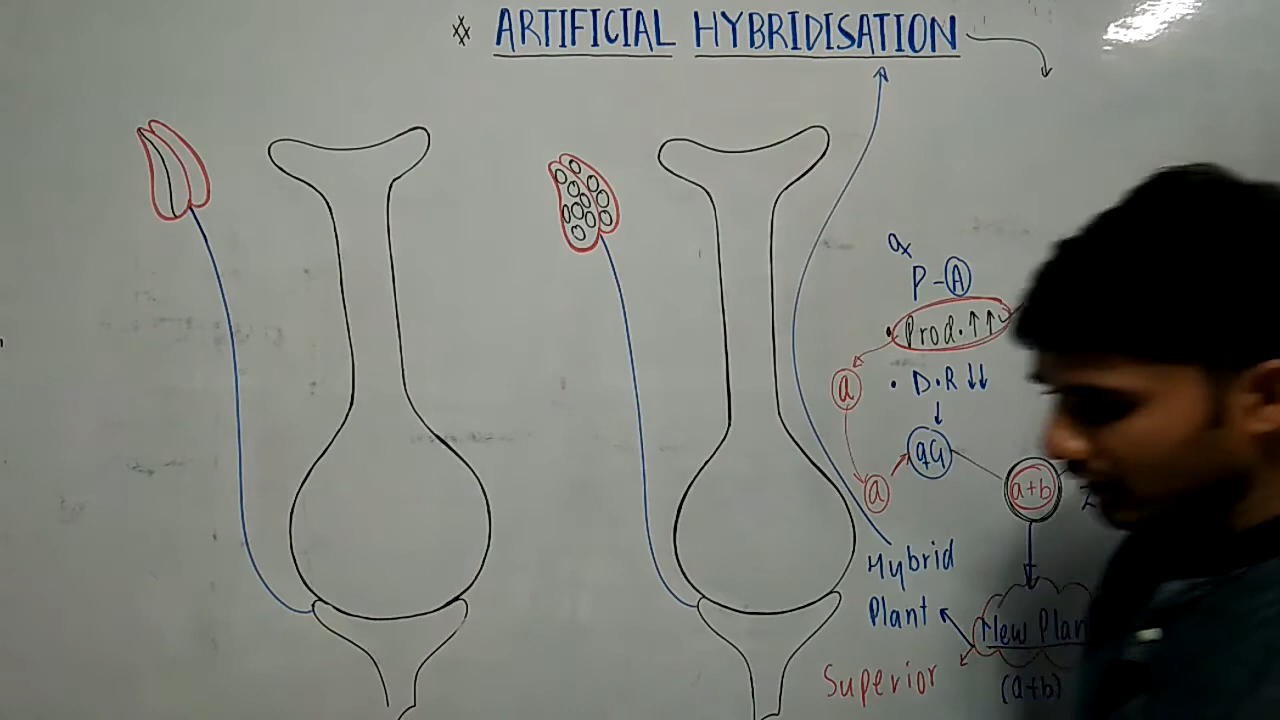 ARTIFICIAL HYBRIDISATION
P-A
Prod. ↑↑
a
D.R ↓↓
a
a+b
Hybrid
Plant
New Plan
Superior
(a+b)